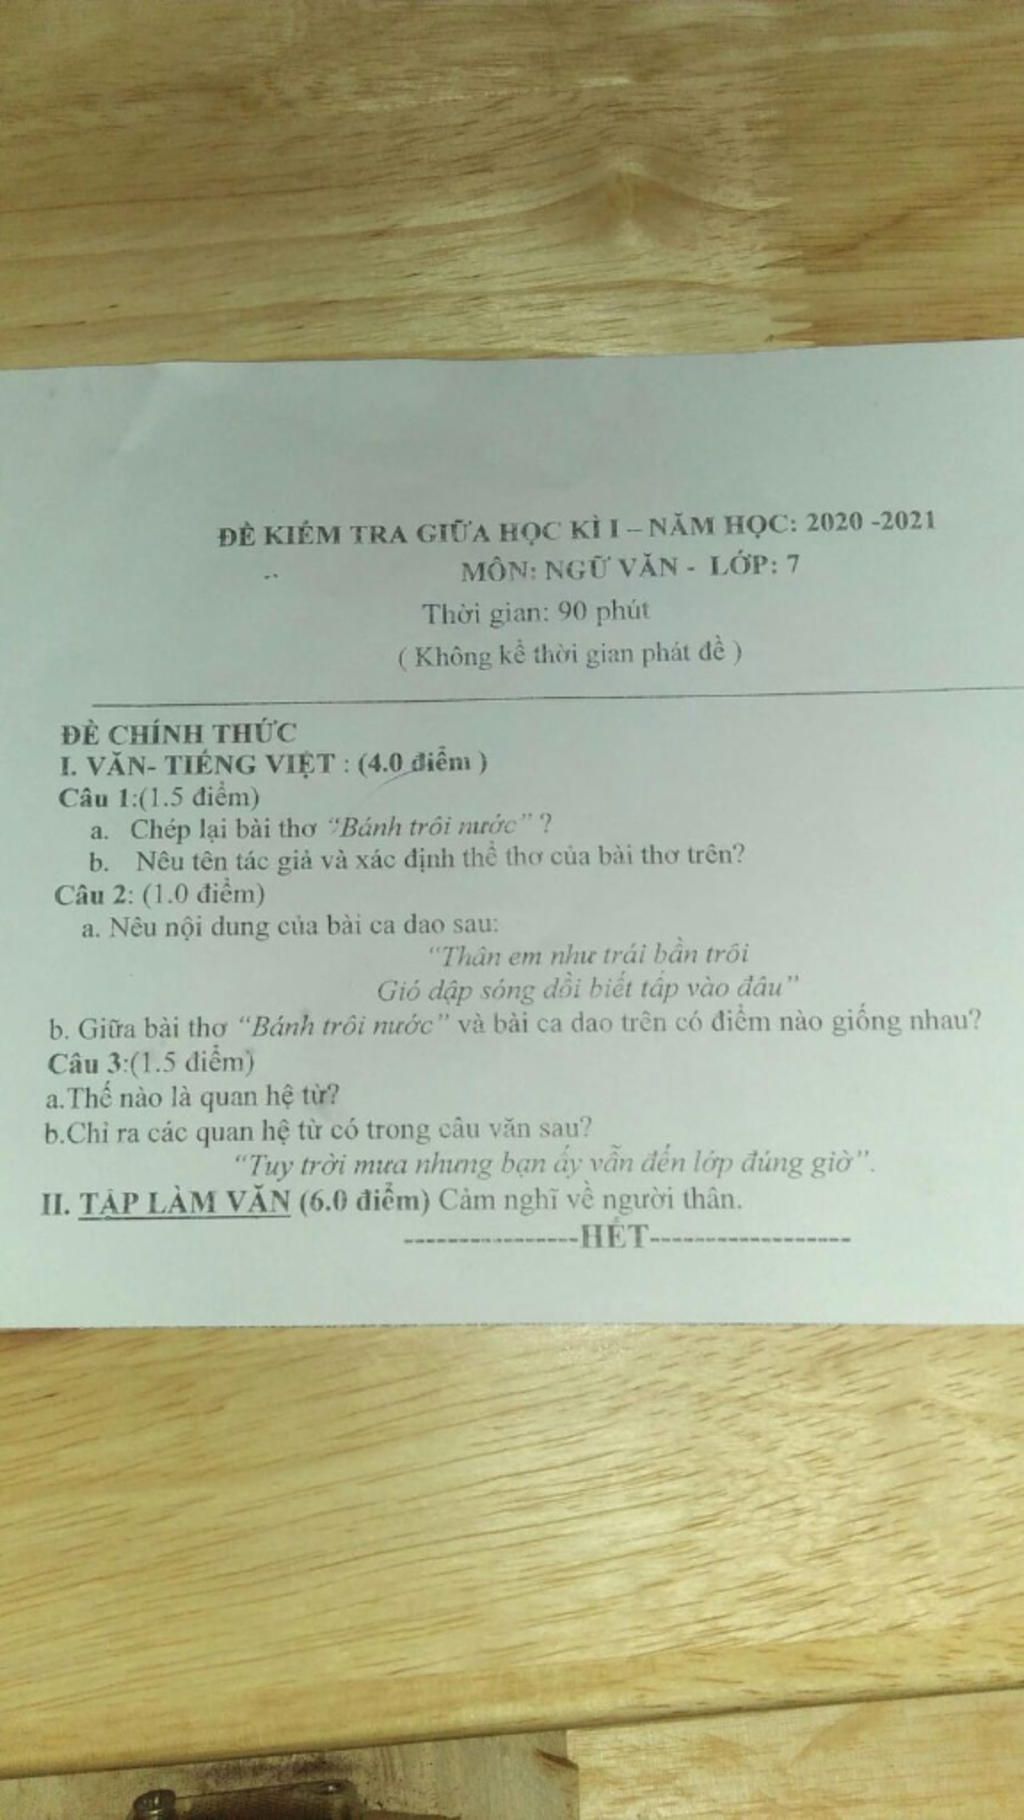 ĐỀ KIỂM TRA GIỮA HỌC KÌ I – NĂM HỌC: 2020 -2021
MÔN: NGỮ VĂN - LỚP: 7
Thời gian: 90 phút
( Không kể thời gian phát đề )
ĐỀ CHÍNH THỨC
I. VĂN- TIẾNG VIỆT : (4.0 điểm )
Câu 1:(1.5 điểm)
a. Chép lại bài thơ “Bánh trôi nước” ?
b. Nêu tên tác giả và xác định thể thơ của bài thơ trên?
Câu 2: (1.0 điểm)
a. Nêu nội dung của bài ca dao sau:
“Thân em như trái bần trôi
Gió dập sóng dồi biết tấp vào đâu”
b. Giữa bài thơ “Bánh trôi nước” và bài ca dao trên có điểm nào giống nhau?
Câu 3:(1.5 điểm)
a.Thế nào là quan hệ từ?
b.Chỉ ra các quan hệ từ có trong câu văn sau?
“Tuy trời mưa nhưng bạn ấy vẫn đến lớp đúng giờ”.
II. TẬP LÀM VĂN (6.0 điểm) Cảm nghĩ về người thân.
-----------------HẾT------------------